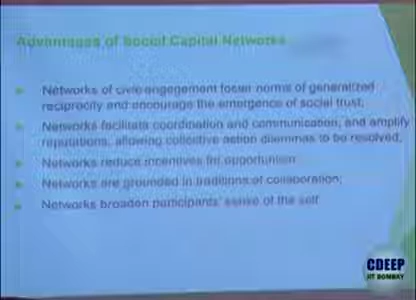 Advantages of Social Capital Networks
Networks of civic engagement foster norms of generalized
reciprocity and encourage the emergence of social trust;
Networks facilitate coordination and communication, and amplify
reputations, allowing collective action dilemmas to be resolved;
Networks reduce incentives for opportunism
Networks are grounded in traditions of collaboration;
Networks broaden participants' sense of the self
CDEEP
IIT BOMBAY